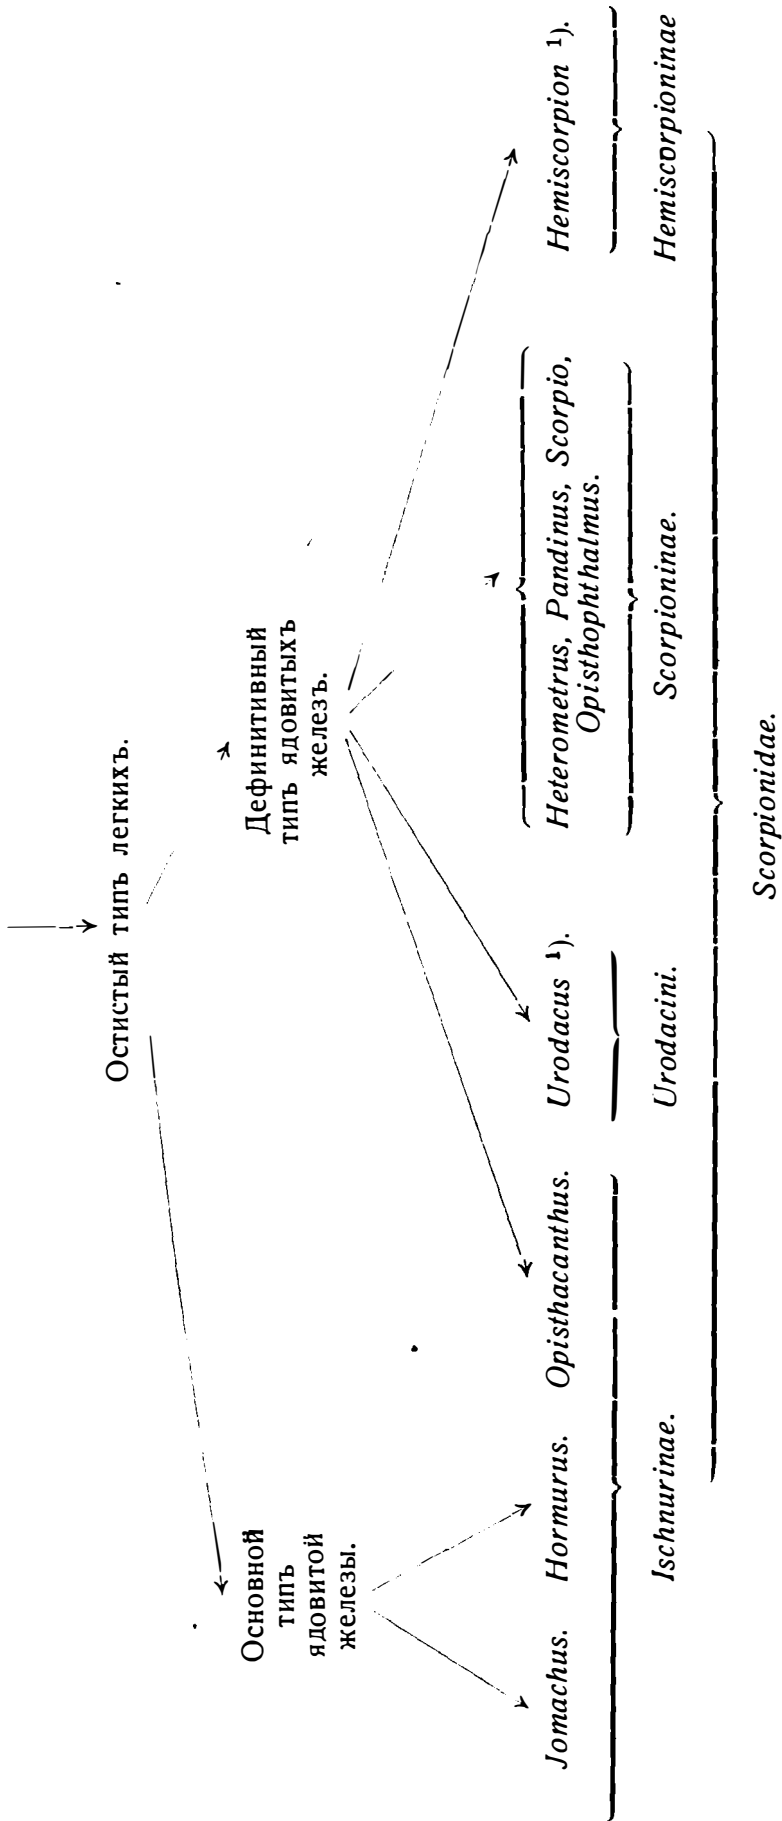 Остистый типъ легкихъ.
Основной
типъ
ядовитой
железы.
Дефинитивный
типъ ядовитыхъ
железъ.
Jomachus. Hormurus. Opisthacanthus. Urodacus ¹). Heterometrus, Pandinus, Scorpio, Hemiscorpion ¹).
Opisthophthalmus.
Ischnurinae. Urodacini. Scorpioninae. Hemiscorpioninae
Scorpionidae.